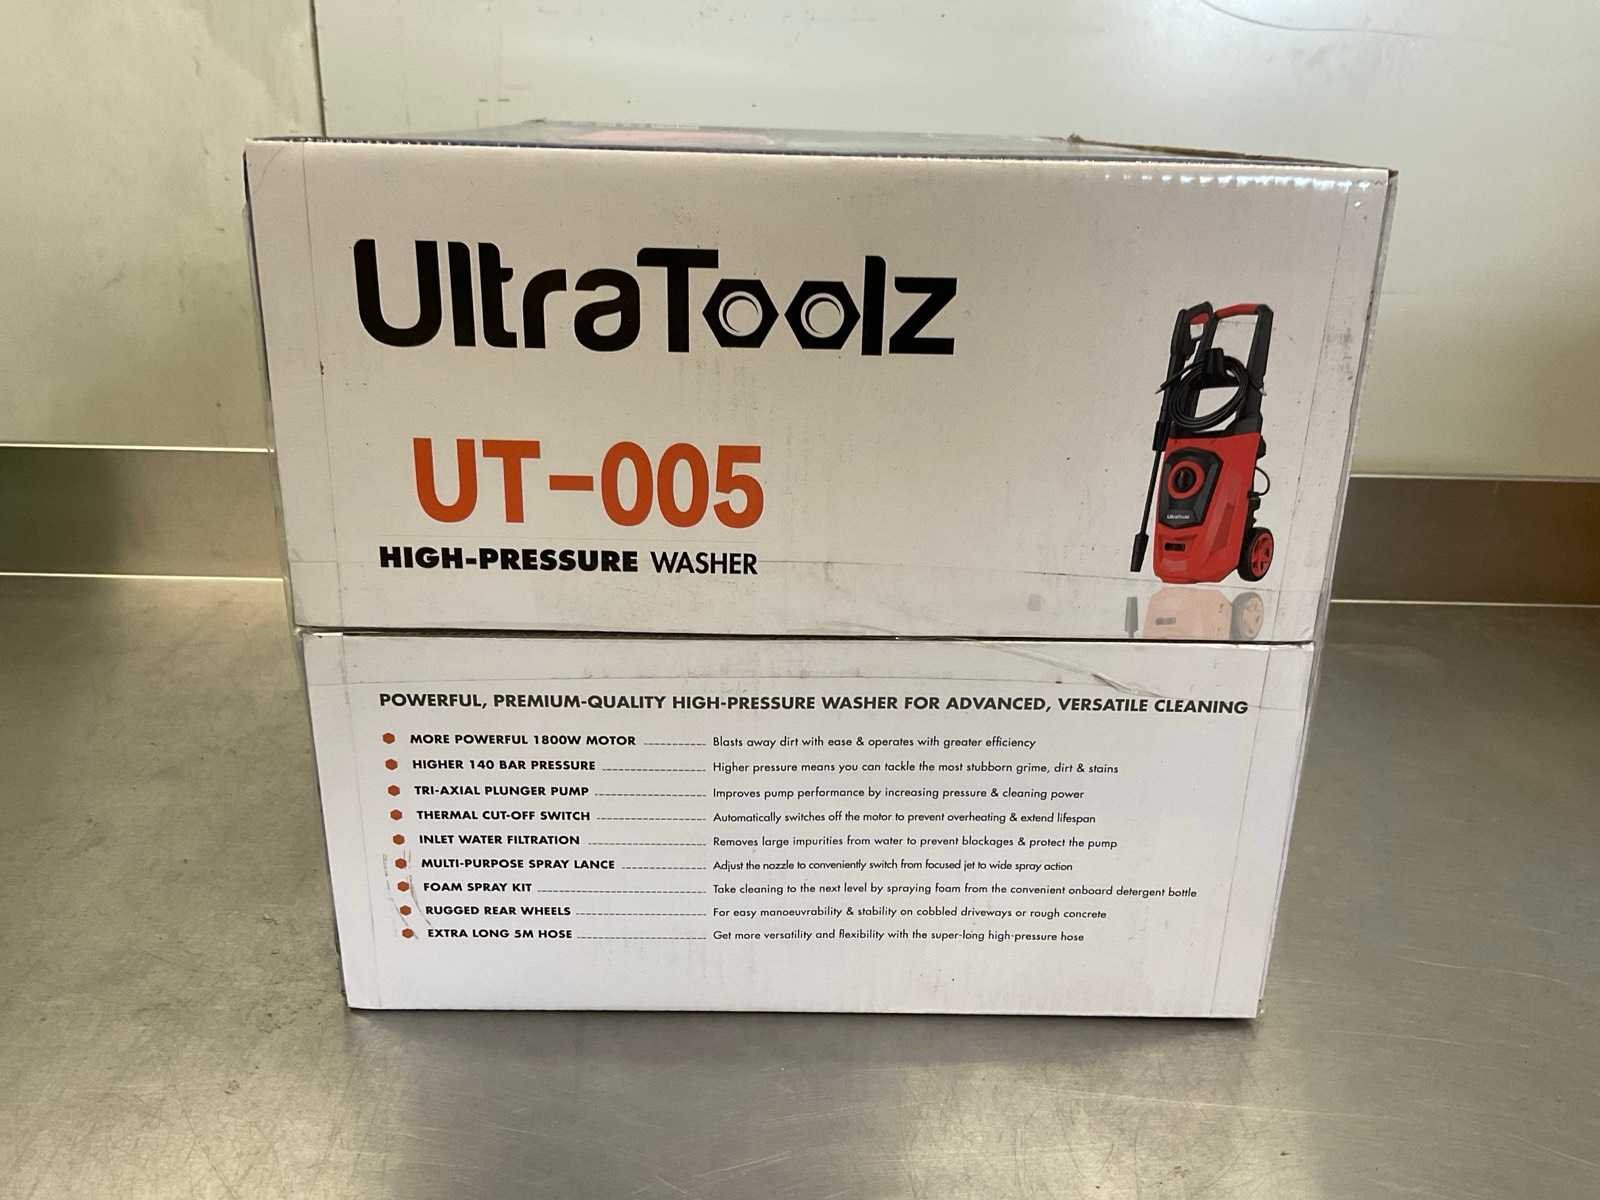 UltraToolz
UT-005
HIGH-PRESSURE WASHER
UltraToolz
POWERFUL, PREMIUM-QUALITY HIGH-PRESSURE WASHER FOR ADVANCED, VERSATILE CLEANING
MORE POWERFUL 1800W MOTOR Blasts away dirt with ease & operates with greater efficiency
HIGHER 140 BAR PRESSURE Higher pressure means you can tackle the most stubborn grime, dirt & stains
TRI-AXIAL PLUNGER PUMP Improves pump performance by increasing pressure & cleaning power
THERMAL CUT-OFF SWITCH Automatically switches off the motor to prevent overheating & extend lifespan
INLET WATER FILTRATION Removes large impurities from water to prevent blockages & protect the pump
MULTI-PURPOSE SPRAY LANCE Adjust the nozzle to conveniently switch from focused jet to wide spray action
FOAM SPRAY KIT Take cleaning to the next level by spraying foam from the convenient onboard detergent bottle
RUGGED REAR WHEELS For easy manoeuvrability & stability on cobbled driveways or rough concrete
EXTRA LONG 5M HOSE Get more versatility and flexibility with the super-long high-pressure hose